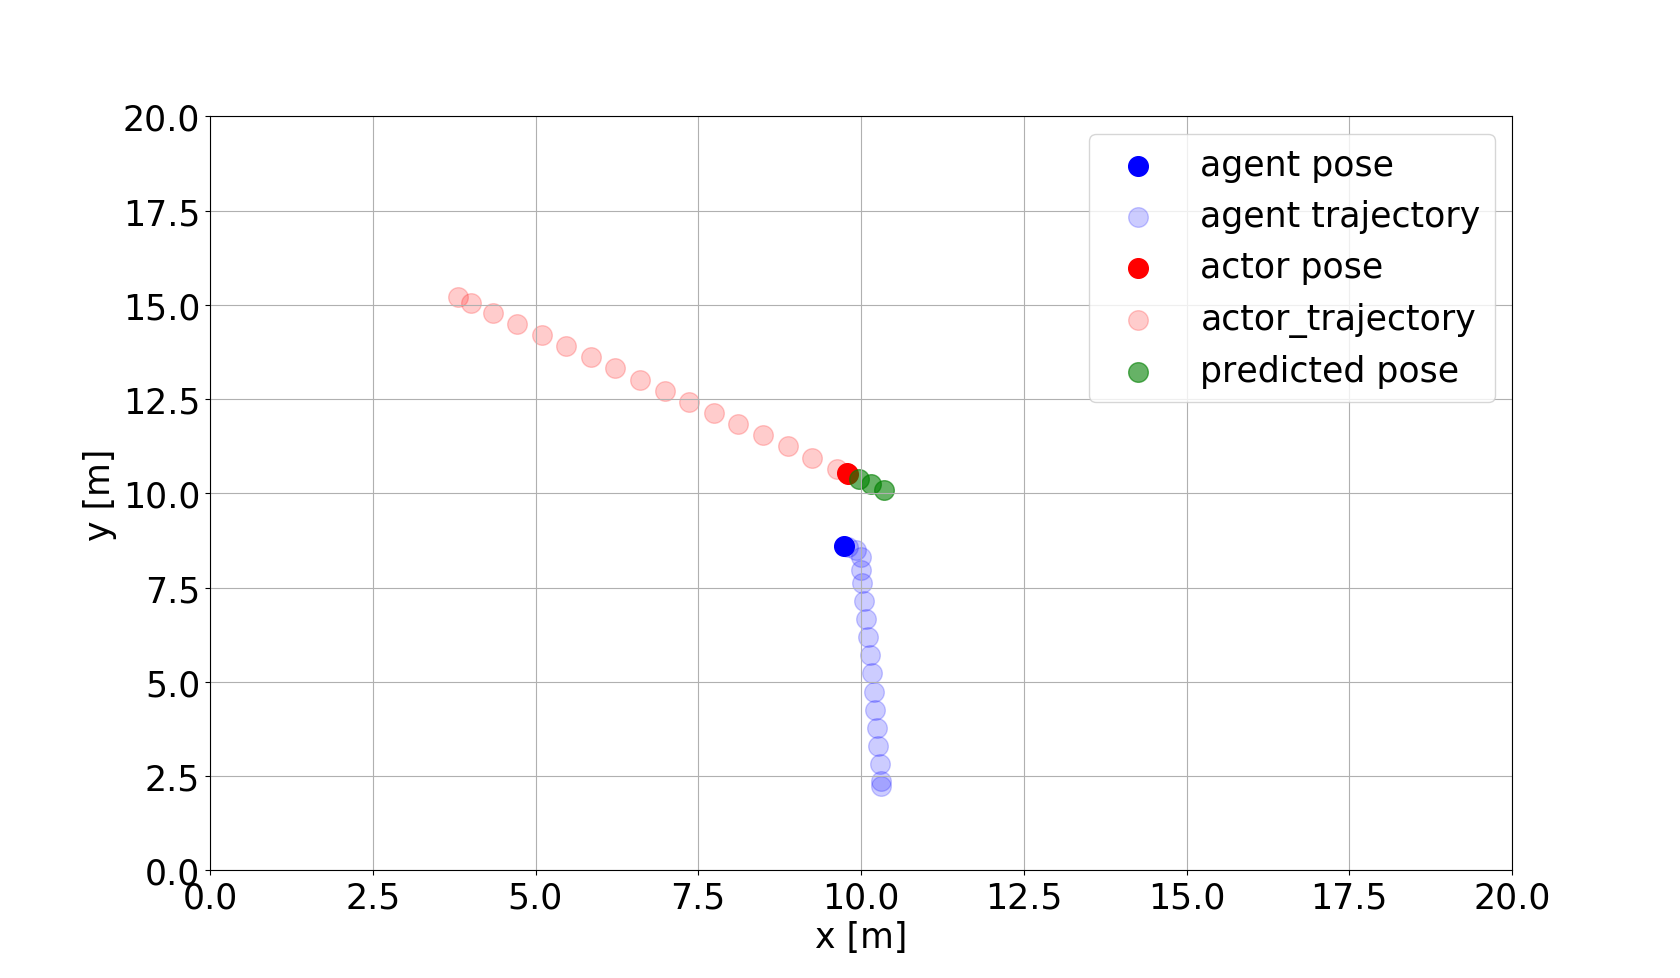 20.0
17.5
15.0
12.5
10.0
7.5
5.0
2.5
0.0
y [m]
agent pose
agent trajectory
actor pose
actor_trajectory
predicted pose
0.0 2.5 5.0 7.5 10.0 12.5 15.0 17.5 20.0
x [m]